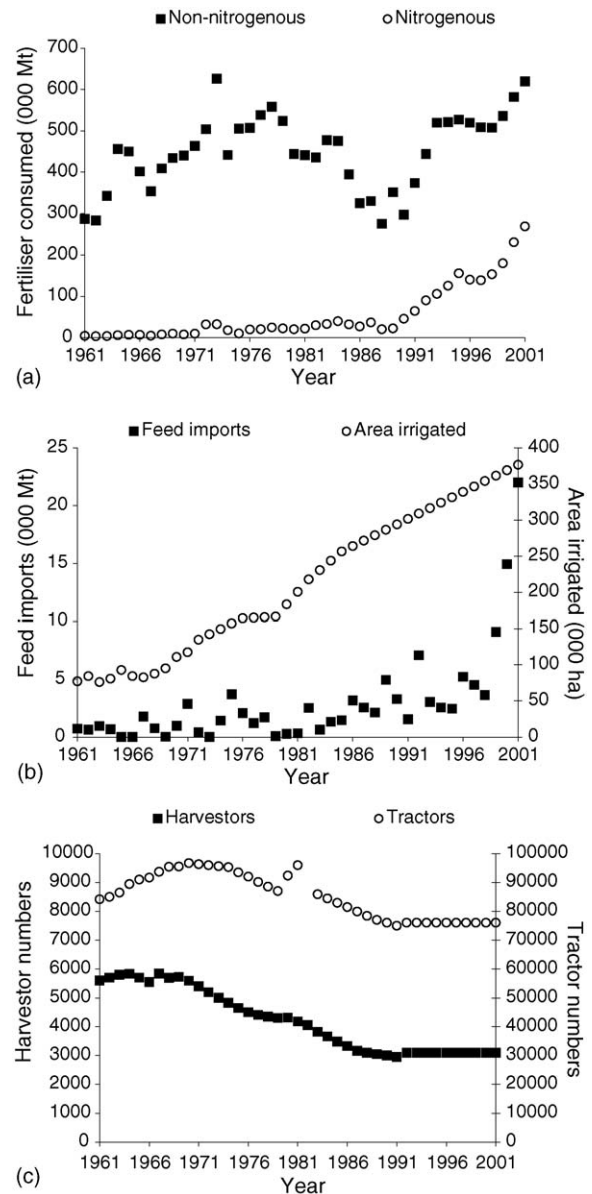 Non-nitrogenous Nitrogenous
Fertiliser consumed (000 Mt)
700
600
500
400
300
200
100
0
1961 1966 1971 1976 1981 1986 1991 1996 2001
Year
(a)
Feed imports Area irrigated
Feed imports (000 Mt)
25
20
15
10
5
0
400
350
300
250
200
150
100
50
0
Area irrigated (000 ha)
1961 1966 1971 1976 1981 1986 1991 1996 2001
Year
(b)
Harvestors Tractors
Harvestor numbers
10000
9000
8000
7000
6000
5000
4000
3000
2000
1000
0
100000
90000
80000
70000
60000
50000
40000
30000
20000
10000
0
Tractor numbers
1961 1966 1971 1976 1981 1986 1991 1996 2001
Year
(c)